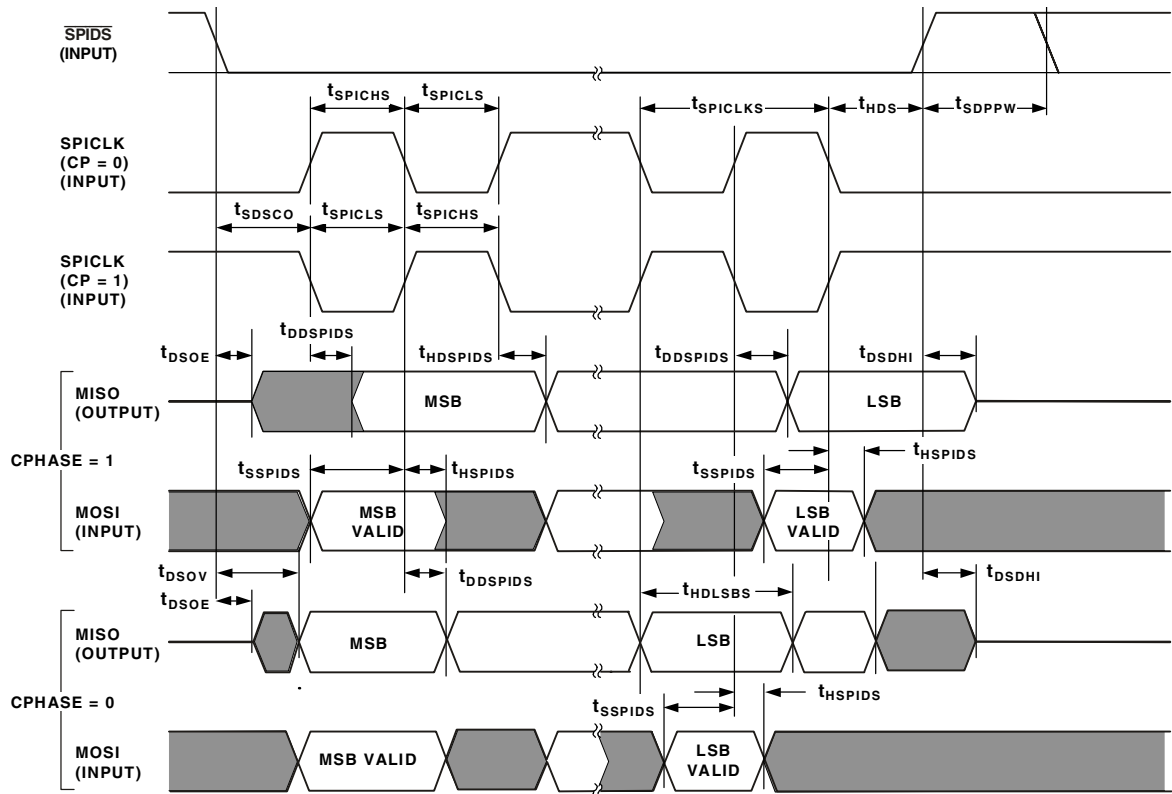 SPIDS
(INPUT)
tSPICHS tSPICLS tSPICLKS tHDS tSDPPW
SPICLK
(CP = 0)
(INPUT)
tSDSCO tSPICLS tSPICHS
SPICLK
(CP = 1)
(INPUT)
tDSOE tDDSPIDS tHDSPIDS tDDSPIDS tDSDHI
CPHASE = 1
MISO
(OUTPUT)
MSB LSB
tSSPIDS tHSPIDS tSSPIDS tHSPIDS
MOSI
(INPUT)
MSB
VALID
LSB
VALID
tDSOV tDDSPIDS tHDLSBS tDSDHI
tDSOE
CPHASE = 0
MISO
(OUTPUT)
MSB LSB
tSSPIDS tHSPIDS
MOSI
(INPUT)
MSB VALID
LSB
VALID